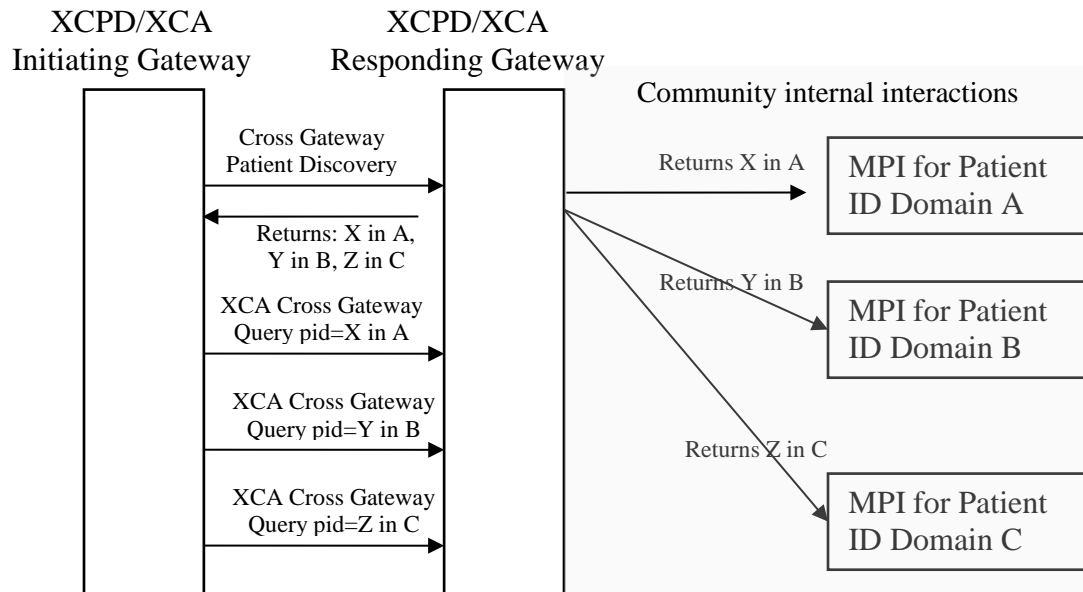 XCPD/XCA
Initiating Gateway
XCPD/XCA
Responding Gateway
Community internal interactions
Cross Gateway
Patient Discovery
Returns: X in A,
Y in B, Z in C
XCA Cross Gateway
Query pid=X in A
XCA Cross Gateway
Query pid=Y in B
XCA Cross Gateway
Query pid=Z in C
Returns X in A
MPI for Patient
ID Domain A
Returns Y in B
MPI for Patient
ID Domain B
Returns Z in C
MPI for Patient
ID Domain C